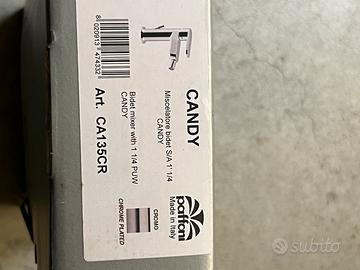 CANDY
Miscelatore bidet S/A 1" 1/4
CANDY
Bidet mixer with 1 1/4 PUW
CANDY
Art. CA135CR
8 020913 474332
CROMO
CHROME PLATED
paffoni
Made in Italy
subito